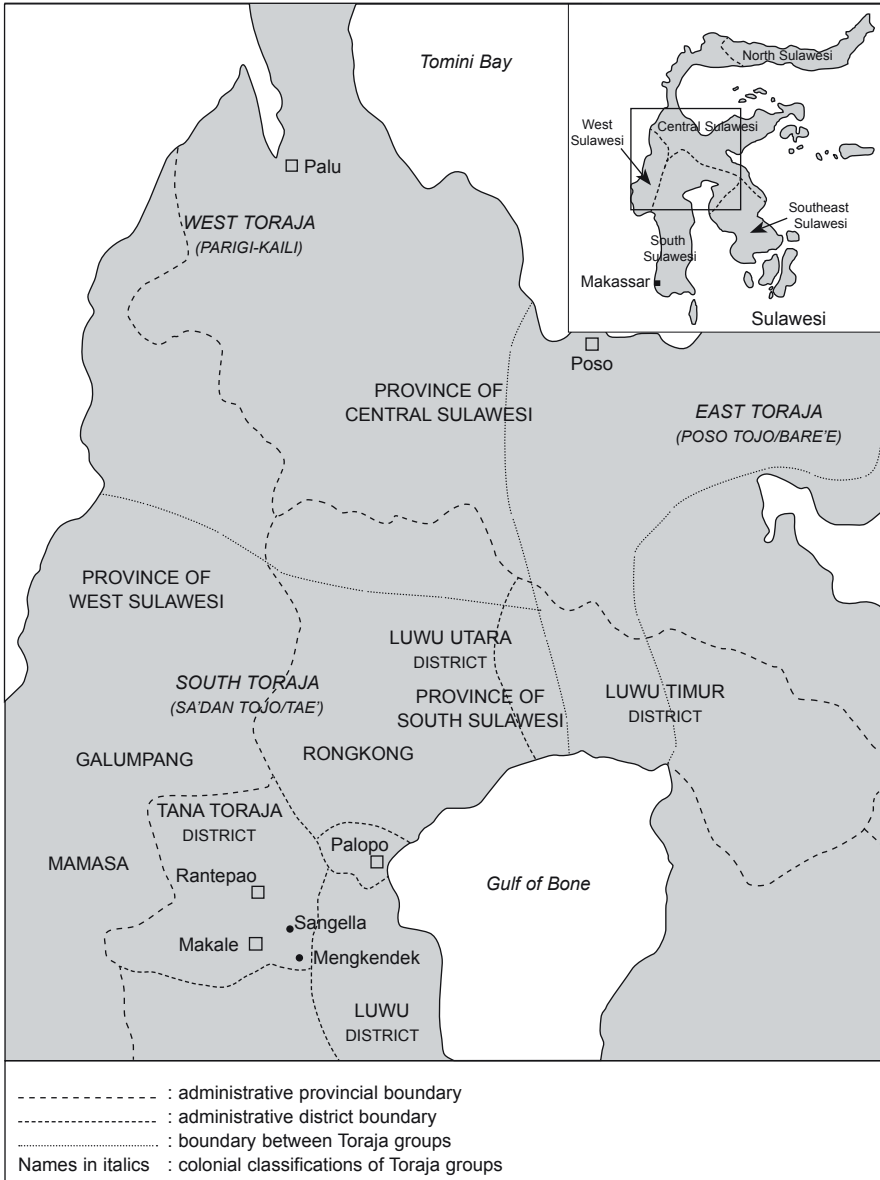 Tomini Bay
North Sulawesi
West
Sulawesi
Central Sulawesi
Southeast
Sulawesi
South
Sulawesi
Makassar
Sulawesi
Palu
WEST TORAJA
(PARIGI-KAILI)
Poso
PROVINCE OF
CENTRAL SULAWESI
EAST TORAJA
(POSO TOJO/BARE'E)
PROVINCE OF
WEST SULAWESI
LUWU UTARA
DISTRICT
SOUTH TORAJA
(SA'DAN TOJO/TAE')
PROVINCE OF
SOUTH SULAWESI
LUWU TIMUR
DISTRICT
GALUMPANG
RONGKONG
TANA TORAJA
DISTRICT
Palopo
MAMASA
Rantepao
Gulf of Bone
Sangella
Makale
Mengkendek
LUWU
DISTRICT
: administrative provincial boundary
: administrative district boundary
: boundary between Toraja groups
Names in italics : colonial classifications of Toraja groups